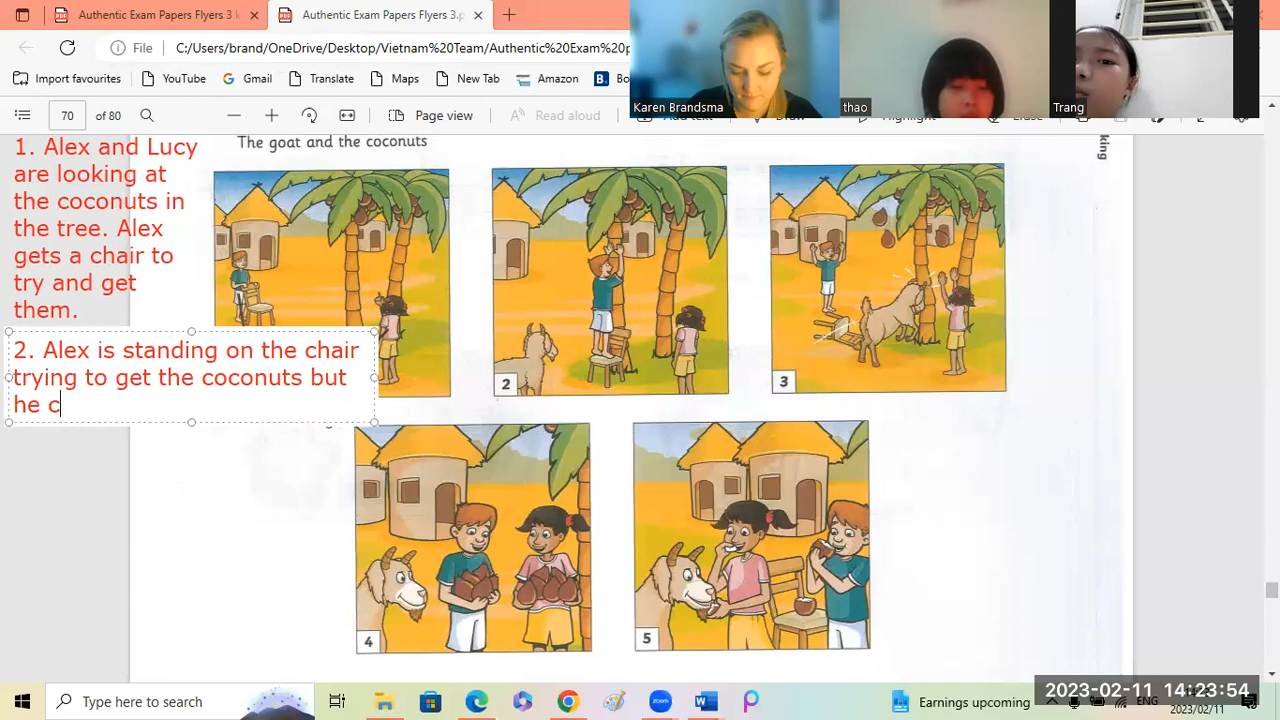 Authentic Exam Papers Flyers 3 k
Authentic Exam Papers Flyers 3.p
File
C:/Users/brand/OneDrive/Desktop/Vietnam%20team/Authentic%20Exam%20p
Import favourites
YouTube
Gmail
Translate
Maps
New Tab
Amazon
B.
Bo
70
of 80
Page view
Read aloud
Karen Brandsma
thao
Trang
The goat and the coconuts
king
1. Alex and Lucy
are looking at
the coconuts in
the tree. Alex
gets a chair to
try and get
them.
2. Alex is standing on the chair
trying to get the coconuts but
he c
2
3
4
5
Type here to search
Earnings upcoming
ENG
2023-02-11 14:23:54
2023/02/11